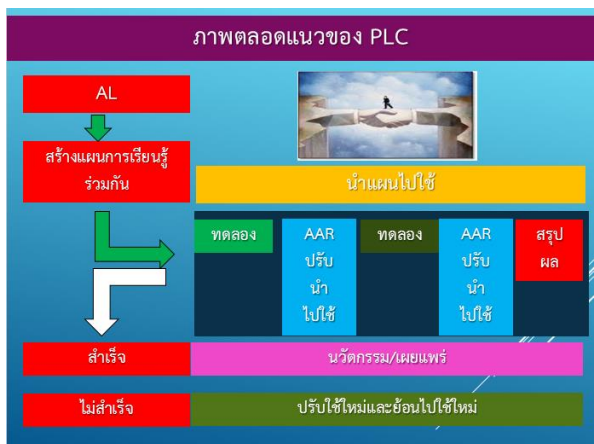 ภาพตลอดแนวของ PLC
AL
สร้างแผนการเรียนรู้
ร่วมกัน
นำแผนไปใช้
ทดลอง
AAR
ปรับ
นำ
ไปใช้
ทดลอง
AAR
ปรับ
นำ
ไปใช้
สรุป
ผล
สำเร็จ
นวัตกรรม/เผยแพร่
ไม่สำเร็จ
ปรับใช้ใหม่และย้อนไปใช้ใหม่